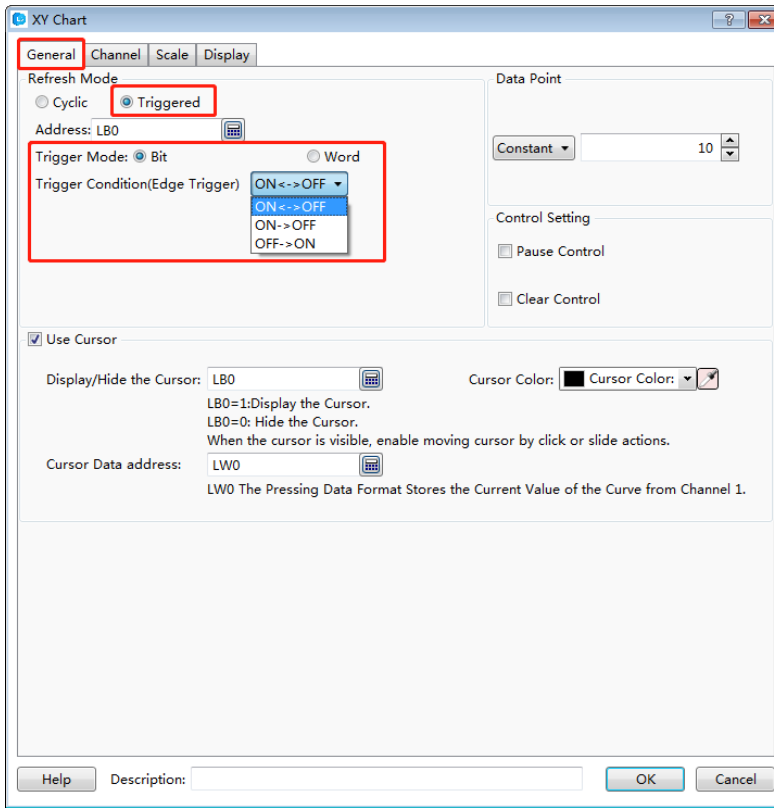 XY Chart
General Channel Scale Display
Refresh Mode
Cyclic Triggered
Address: LB0
Trigger Mode: Bit Word
Trigger Condition(Edge Trigger) ON<->OFF
ON<->OFF
ON->OFF
OFF->ON
Data Point
Constant 10
Control Setting
Pause Control
Clear Control
Use Cursor
Display/Hide the Cursor: LB0 Cursor Color: Cursor Color:
LB0=1:Display the Cursor.
LB0=0: Hide the Cursor.
When the cursor is visible, enable moving cursor by click or slide actions.
Cursor Data address: LW0
LW0 The Pressing Data Format Stores the Current Value of the Curve from Channel 1.
Help Description: OK Cancel